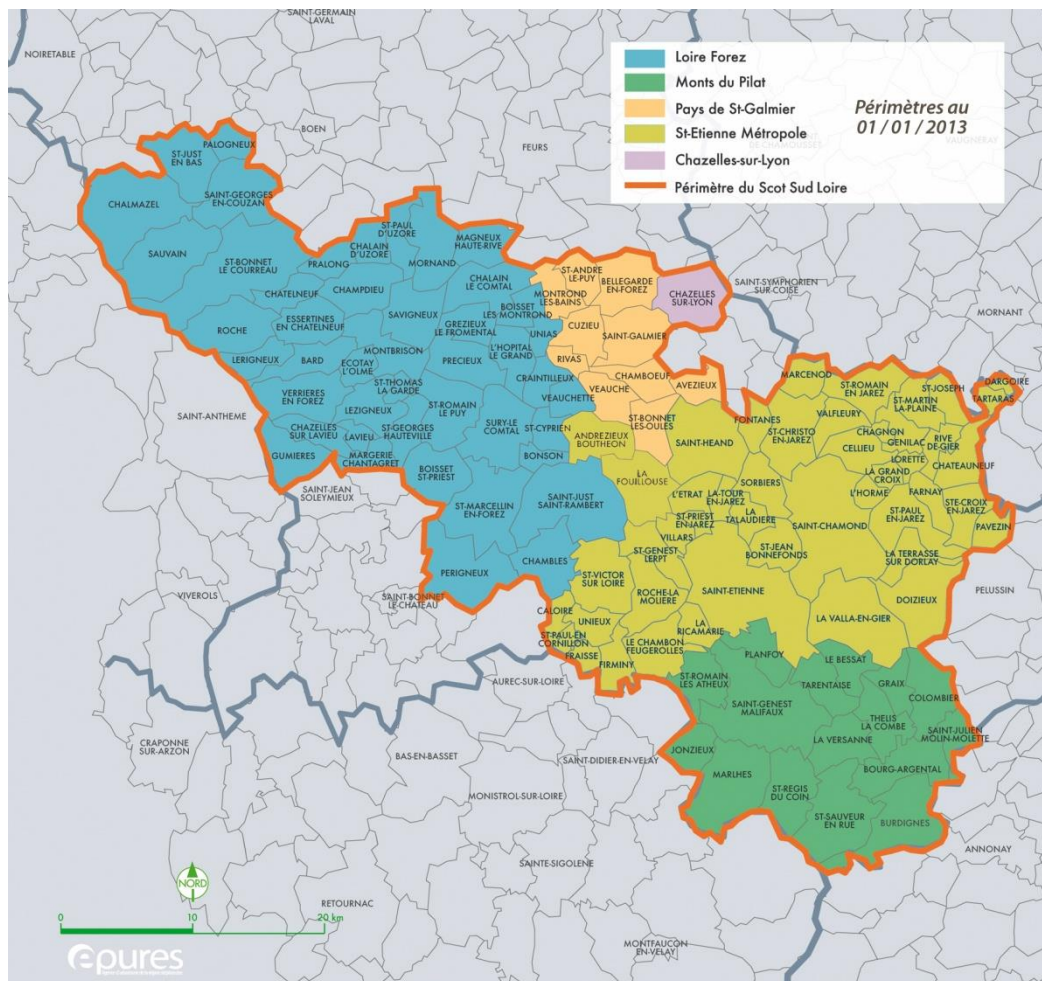 SAINT-GERMAIN
LAVAL
NOIRETABLE
Loire Forez
Monts du Pilat
Pays de St-Galmier
St-Etienne Métropole
Chazelles-sur-Lyon
Périmètre du Scot Sud Loire
Périmètres au
01/01/2013
VAUGNERAY
DE-CHAMOUSSET
BOEN
FEURS
PALOGNEUX
ST-JUST
EN BAS
SAINT-GEORGES
EN-COUZAN
CHALMAZEL
SAUVAIN
ST-BONNET
LE COURREAU
ST-PAUL
D'UZORE
CHALAIN
D'UZORE
PRALONG
MAGNEUX
HAUTE-RIVE
MORNAND
CHALAIN
LE COMTAL
CHATELNEUF
CHAMPDIEU
BOISSET
LES MONTROND
ROCHE
ESSERTINES
EN CHATELNEUF
SAVIGNEUX
GREZIEUX
LE FROMENTAL
UNIAS
L'HOPITAL
LE GRAND
LERIGNEUX
BARD
ECOTAY
L'OLME
MONTBRISON
PRECIEUX
CRAINTILLEUX
VEAUCHETTE
VERRIERES
EN FOREZ
ST-THOMAS
LA GARDE
LEZIGNEUX
ST-ROMAIN
LE PUY
SURY-LE
COMTAL
ST-CYPRIEN
BONSON
CHAZELLES
SUR LAVIEU
LAVIEU
ST-GEORGES
HAUTEVILLE
GUMIERES
MARGERIE
CHANTAGRET
BOISSET
ST-PRIEST
ST-MARCELLIN
EN-FOREZ
SAINT-JUST
SAINT-RAMBERT
PERIGNEUX
CHAMBLES
ST-ANDRE
LE-PUY
BELLEGARDE
EN-FOREZ
MONTROND
LES-BAINS
CUZIEU
SAINT-GALMIER
RIVAS
CHAMBOEUF
VEAUCHE
AVEZIEUX
ST-BONNET
LES-OULES
CHAZELLES
SUR-LYON
SAINT-SYMPHORIEN
SUR-COISE
MORNANT
ANDREZIEUX
BOUTHEON
SAINT-HEAND
FONTANES
MARCENOD
ST-ROMAIN
EN JAREZ
ST-JOSEPH
DARGOIRE
TARTARAS
ST-MARTIN
LA-PLAINE
VALFLEURY
ST-CHRISTO
EN-JAREZ
CHAGNON
CELLIEU
GENILAC
RIVE
DE-GIER
LORETTE
CHATEAUNEUF
LA GRAND
CROIX
L'HORME
FARNAY
STE-CROIX
EN-JAREZ
ST-PAUL
EN-JAREZ
PAVEZIN
LA
FOUILLOUSE
L'ETRAT
LA-TOUR
EN-JAREZ
SORBIERS
ST-PRIEST
EN-JAREZ
LA
TALAUDIERE
SAINT-CHAMOND
VILLARS
ST-GENEST
LERPT
ST-JEAN
BONNEFONDS
LA TERRASSE
SUR DORLAY
ST-VICTOR
SUR LOIRE
ROCHE-LA
MOLIERE
SAINT-ETIENNE
DOIZIEUX
LA VALLA-EN-GIER
CALOIRE
UNIEUX
LA
RICAMARIE
ST-PAUL-EN
CORNILLON
LE CHAMBON
FEUGEROLLES
FRAISSE
FIRMINY
PELUSSIN
PLANFOY
LE BESSAT
ST-ROMAIN
LES ATHEUX
TARENTAISE
GRAIX
COLOMBIER
SAINT-GENEST
MALIFAUX
THELIS
LA COMBE
LA VERSANNE
SAINT-JULIEN
MOLIN-MOLETTE
JONZIEUX
BOURG-ARGENTAL
MARLHES
ST-REGIS
DU COIN
ST-SAUVEUR
EN RUE
BURDIGNES
ANNONAY
SAINT-ANTHEME
SAINT-JEAN
SOLEYMIEUX
VIVEROLS
SAINT-BONNET
LE-CHATEAU
AUREC-SUR-LOIRE
CRAPONNE
SUR-ARZON
BAS-EN-BASSET
SAINT-DIDIER-EN-VELAY
MONISTROL-SUR-LOIRE
SAINTE-SIGOLENE
RETOURNAC
MONTFAUCON
EN-VELAY
NORD
0
10
20 km
epures